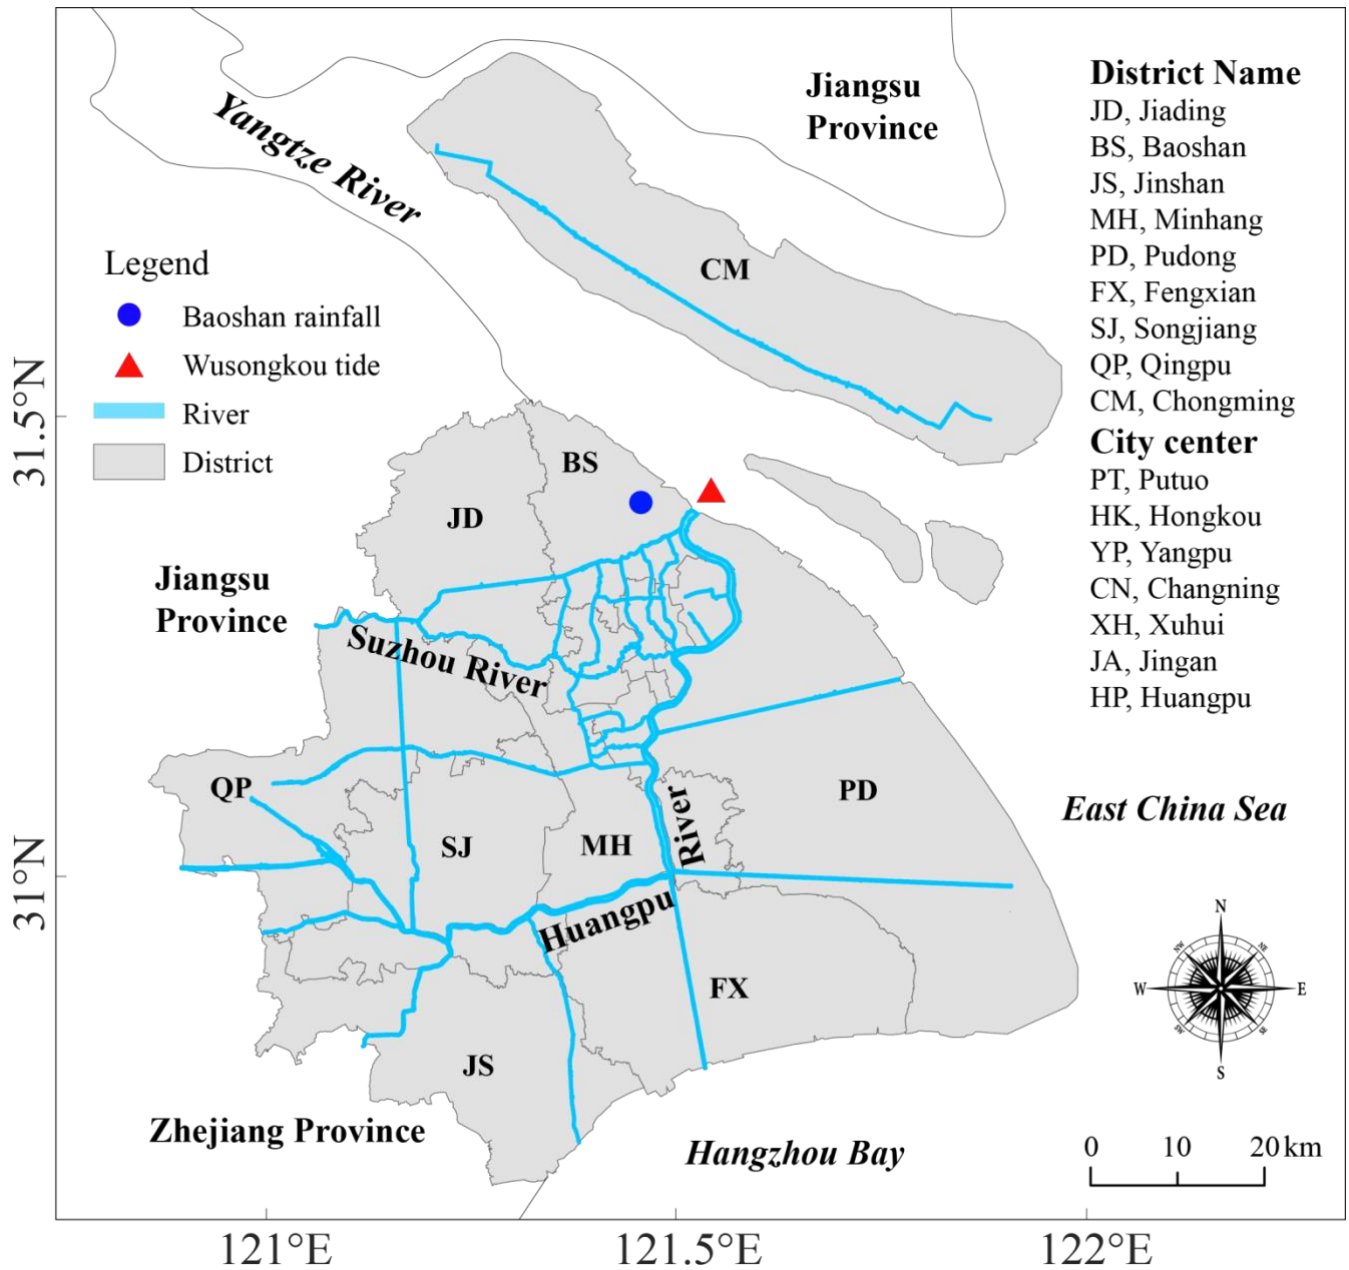 Jiangsu
Province
Yangtze River
CM
District Name
JD, Jiading
BS, Baoshan
JS, Jinshan
MH, Minhang
PD, Pudong
FX, Fengxian
SJ, Songjiang
QP, Qingpu
CM, Chongming
City center
PT, Putuo
HK, Hongkou
YP, Yangpu
CN, Changning
XH, Xuhui
JA, Jingan
HP, Huangpu
Legend
Baoshan rainfall
Wusongkou tide
River
District
31.5°N
31°N
BS
JD
Jiangsu
Province
Suzhou River
QP
SJ
MH
PD
Huangpu River
East China Sea
FX
JS
Zhejiang Province
Hangzhou Bay
N
NE
E
SE
S
SW
W
NW
0 10 20 km
121°E 121.5°E 122°E